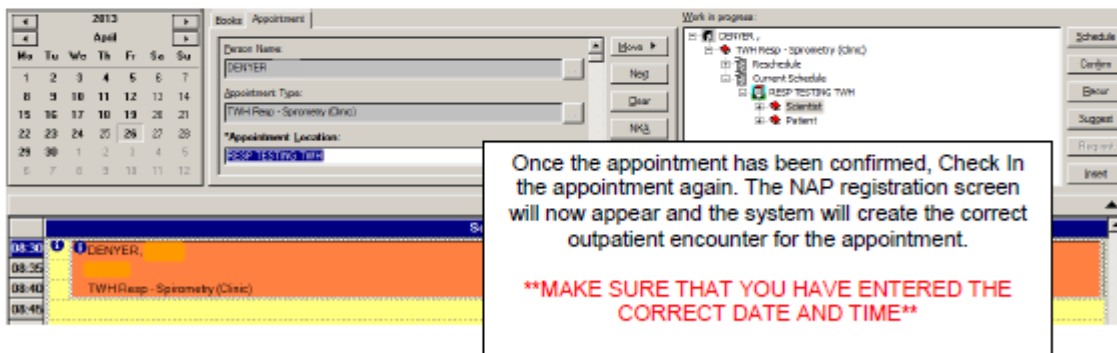 2013
April
Mo Tu We Th Fr Sa Su
1 2 3 4 5 6 7
8 9 10 11 12 13 14
15 16 17 18 19 20 21
22 23 24 25 26 27 28
29 30 1 2 3 4 5
6 7 8 9 10 11 12
Books Appointment
Person Name:
DENYER
Appointment Type:
TWH Resp - Spirometry (Clinic)
*Appointment Location:
RESP TESTING TWH
Move
Next
Clear
NKA
Work in progress:
DENYER ,
TWH Resp - Spirometry (Clinic)
Reschedule
Current Schedule
RESP TESTING TWH
Scientist
Patient
Schedule
Confirm
Recur
Suggest
Request
Insert
Once the appointment has been confirmed, Check In
the appointment again. The NAP registration screen
will now appear and the system will create the correct
outpatient encounter for the appointment.
**MAKE SURE THAT YOU HAVE ENTERED THE
CORRECT DATE AND TIME**
08:30 DENYER,
08:35
08:40 TWH Resp - Spirometry (Clinic)
08:45